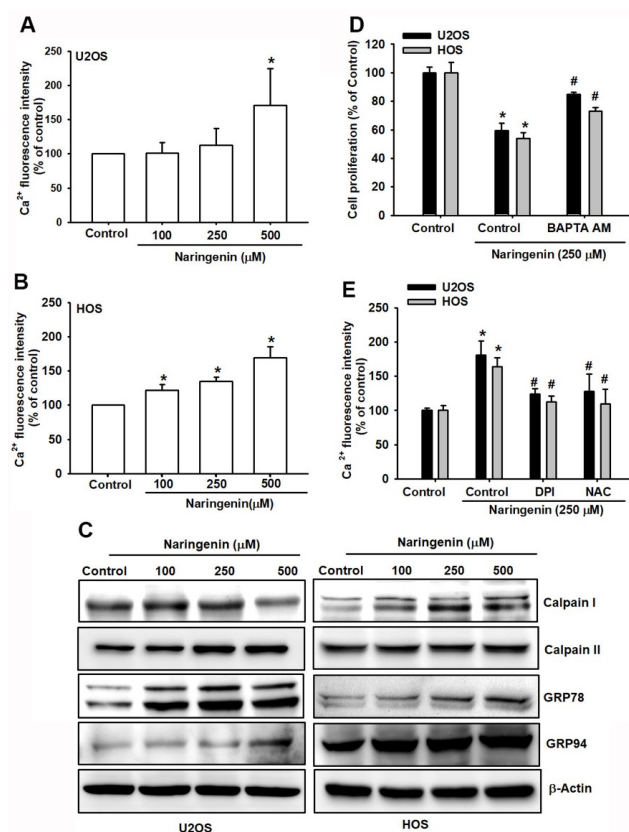 A
U2OS
Ca2+ fluorescence intensity
(% of control)
250
200
150
100
50
0
*
Control 100 250 500
Naringenin (μM)
B
HOS
Ca2+ fluorescence intensity
(% of control)
200
150
100
50
0
* * *
Control 100 250 500
Naringenin(μM)
D
U2OS
HOS
Cell proliferation (% of Control)
120
100
80
60
40
20
0
* * # #
Control Control BAPTA AM
Naringenin (250 μM)
E
U2OS
HOS
Ca 2+ fluorescence intensity
(% of control)
250
200
150
100
50
0
* * # # # #
Control Control DPI NAC
Naringenin (250 μM)
C
Naringenin (μM) Naringenin (μM)
Control 100 250 500 Control 100 250 500
Calpain I
Calpain II
GRP78
GRP94
β-Actin
U2OS HOS